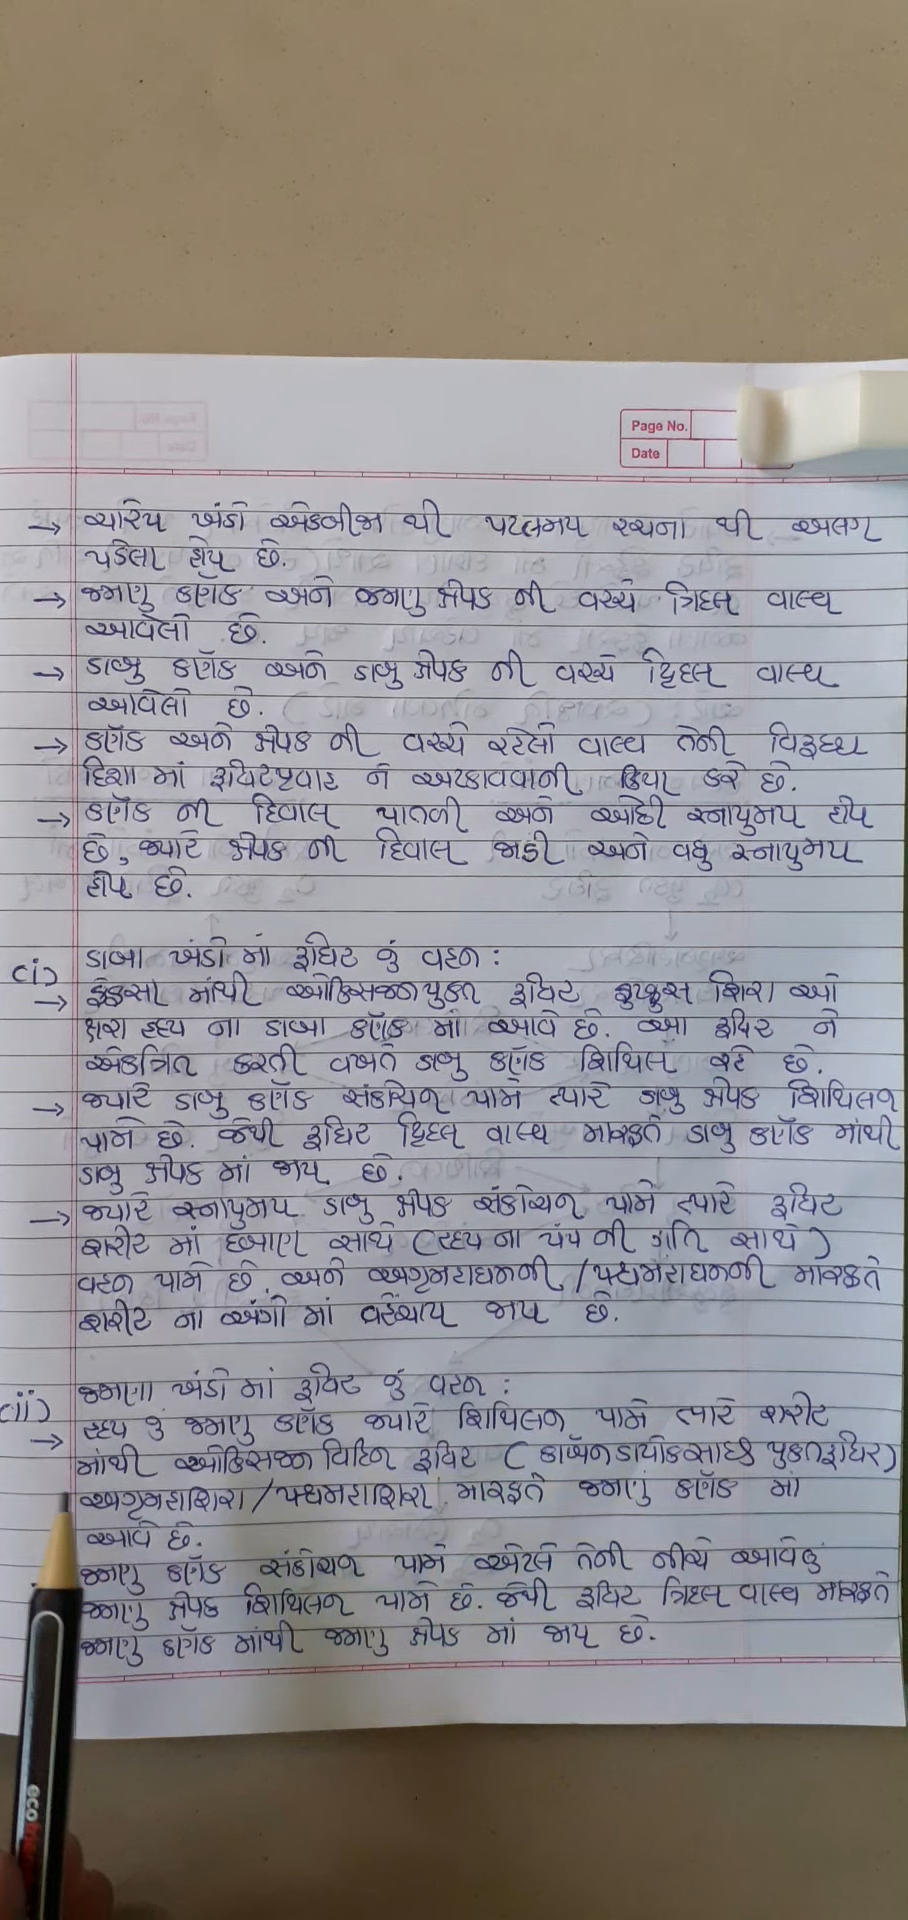 Page No.
Date
→ ચારેય ખંડો એકબીજા થી પટલમય રચના થી અલગ
પડેલા હોય છે.
→ જમણુ કર્ણક અને જમણુ ક્ષેપક ની વચ્ચે ત્રિદલ વાલ્વ
આવેલો છે.
→ ડાબુ કર્ણક અને ડાબુ ક્ષેપક ની વચ્ચે દ્વિદલ વાલ્વ
આવેલો છે.
→ કર્ણક અને ક્ષેપક ની વચ્ચે રહેલો વાલ્વ તેની વિરૂધ્ધ
દિશા માં રૂધિરપ્રવાહ ને અટકાવવાની ક્રિયા કરે છે.
→ કર્ણક ની દિવાલ પાતળી અને ઓછી સ્નાયુમય હોય
છે, જ્યારે ક્ષેપક ની દિવાલ જાડી અને વધુ સ્નાયુમય
હોય છે.
(i) ડાબા ખંડો માં રૂધિર નું વહન :
→ ફેફસા માંથી ઓક્સિજનયુક્ત રૂધિર ફુફ્ફુસ શિરા ઓ
દ્વારા હૃદય ના ડાબા કર્ણક માં આવે છે. આ રૂધિર ને
એકત્રિત કરતી વખતે ડાબુ કર્ણક શિથિલ રહે છે.
→ જ્યારે ડાબુ કર્ણક સંકોચન પામે ત્યારે ડાબુ ક્ષેપક શિથિલન
પામે છે. જેથી રૂધિર દ્વિદલ વાલ્વ મારફતે ડાબુ કર્ણક માંથી
ડાબુ ક્ષેપક માં જાય છે.
→ જ્યારે સ્નાયુમય ડાબુ ક્ષેપક સંકોચન પામે ત્યારે રૂધિર
શરીર માં દબાણ સાથે (હૃદય ના પંપ ની ગતિ સાથે)
વહન પામે છે. અને અગ્રમહાધમની / પશ્ચમહાધમની મારફતે
શરીર ના અંગો માં વહેંચાય જાય છે.
(ii) જમણા ખંડો માં રૂધિર નું વહન :
→ હૃદય નું જમણુ કર્ણક જ્યારે શિથિલન પામે ત્યારે શરીર
માંથી ઓક્સિજન વિહિન રૂધિર (કાર્બન ડાયોક્સાઇડ યુક્તરૂધિર)
અગ્રમહાશિરા / પશ્ચમહાશિરા મારફતે જમણું કર્ણક માં
આવે છે.
જમણુ કર્ણક સંકોચન પામે એટલે તેની નીચે આવેલું
જમણુ ક્ષેપક શિથિલન પામે છે. જેથી રૂધિર ત્રિદલ વાલ્વ મારફતે
જમણુ કર્ણક માંથી જમણુ ક્ષેપક માં જાય છે.
eco